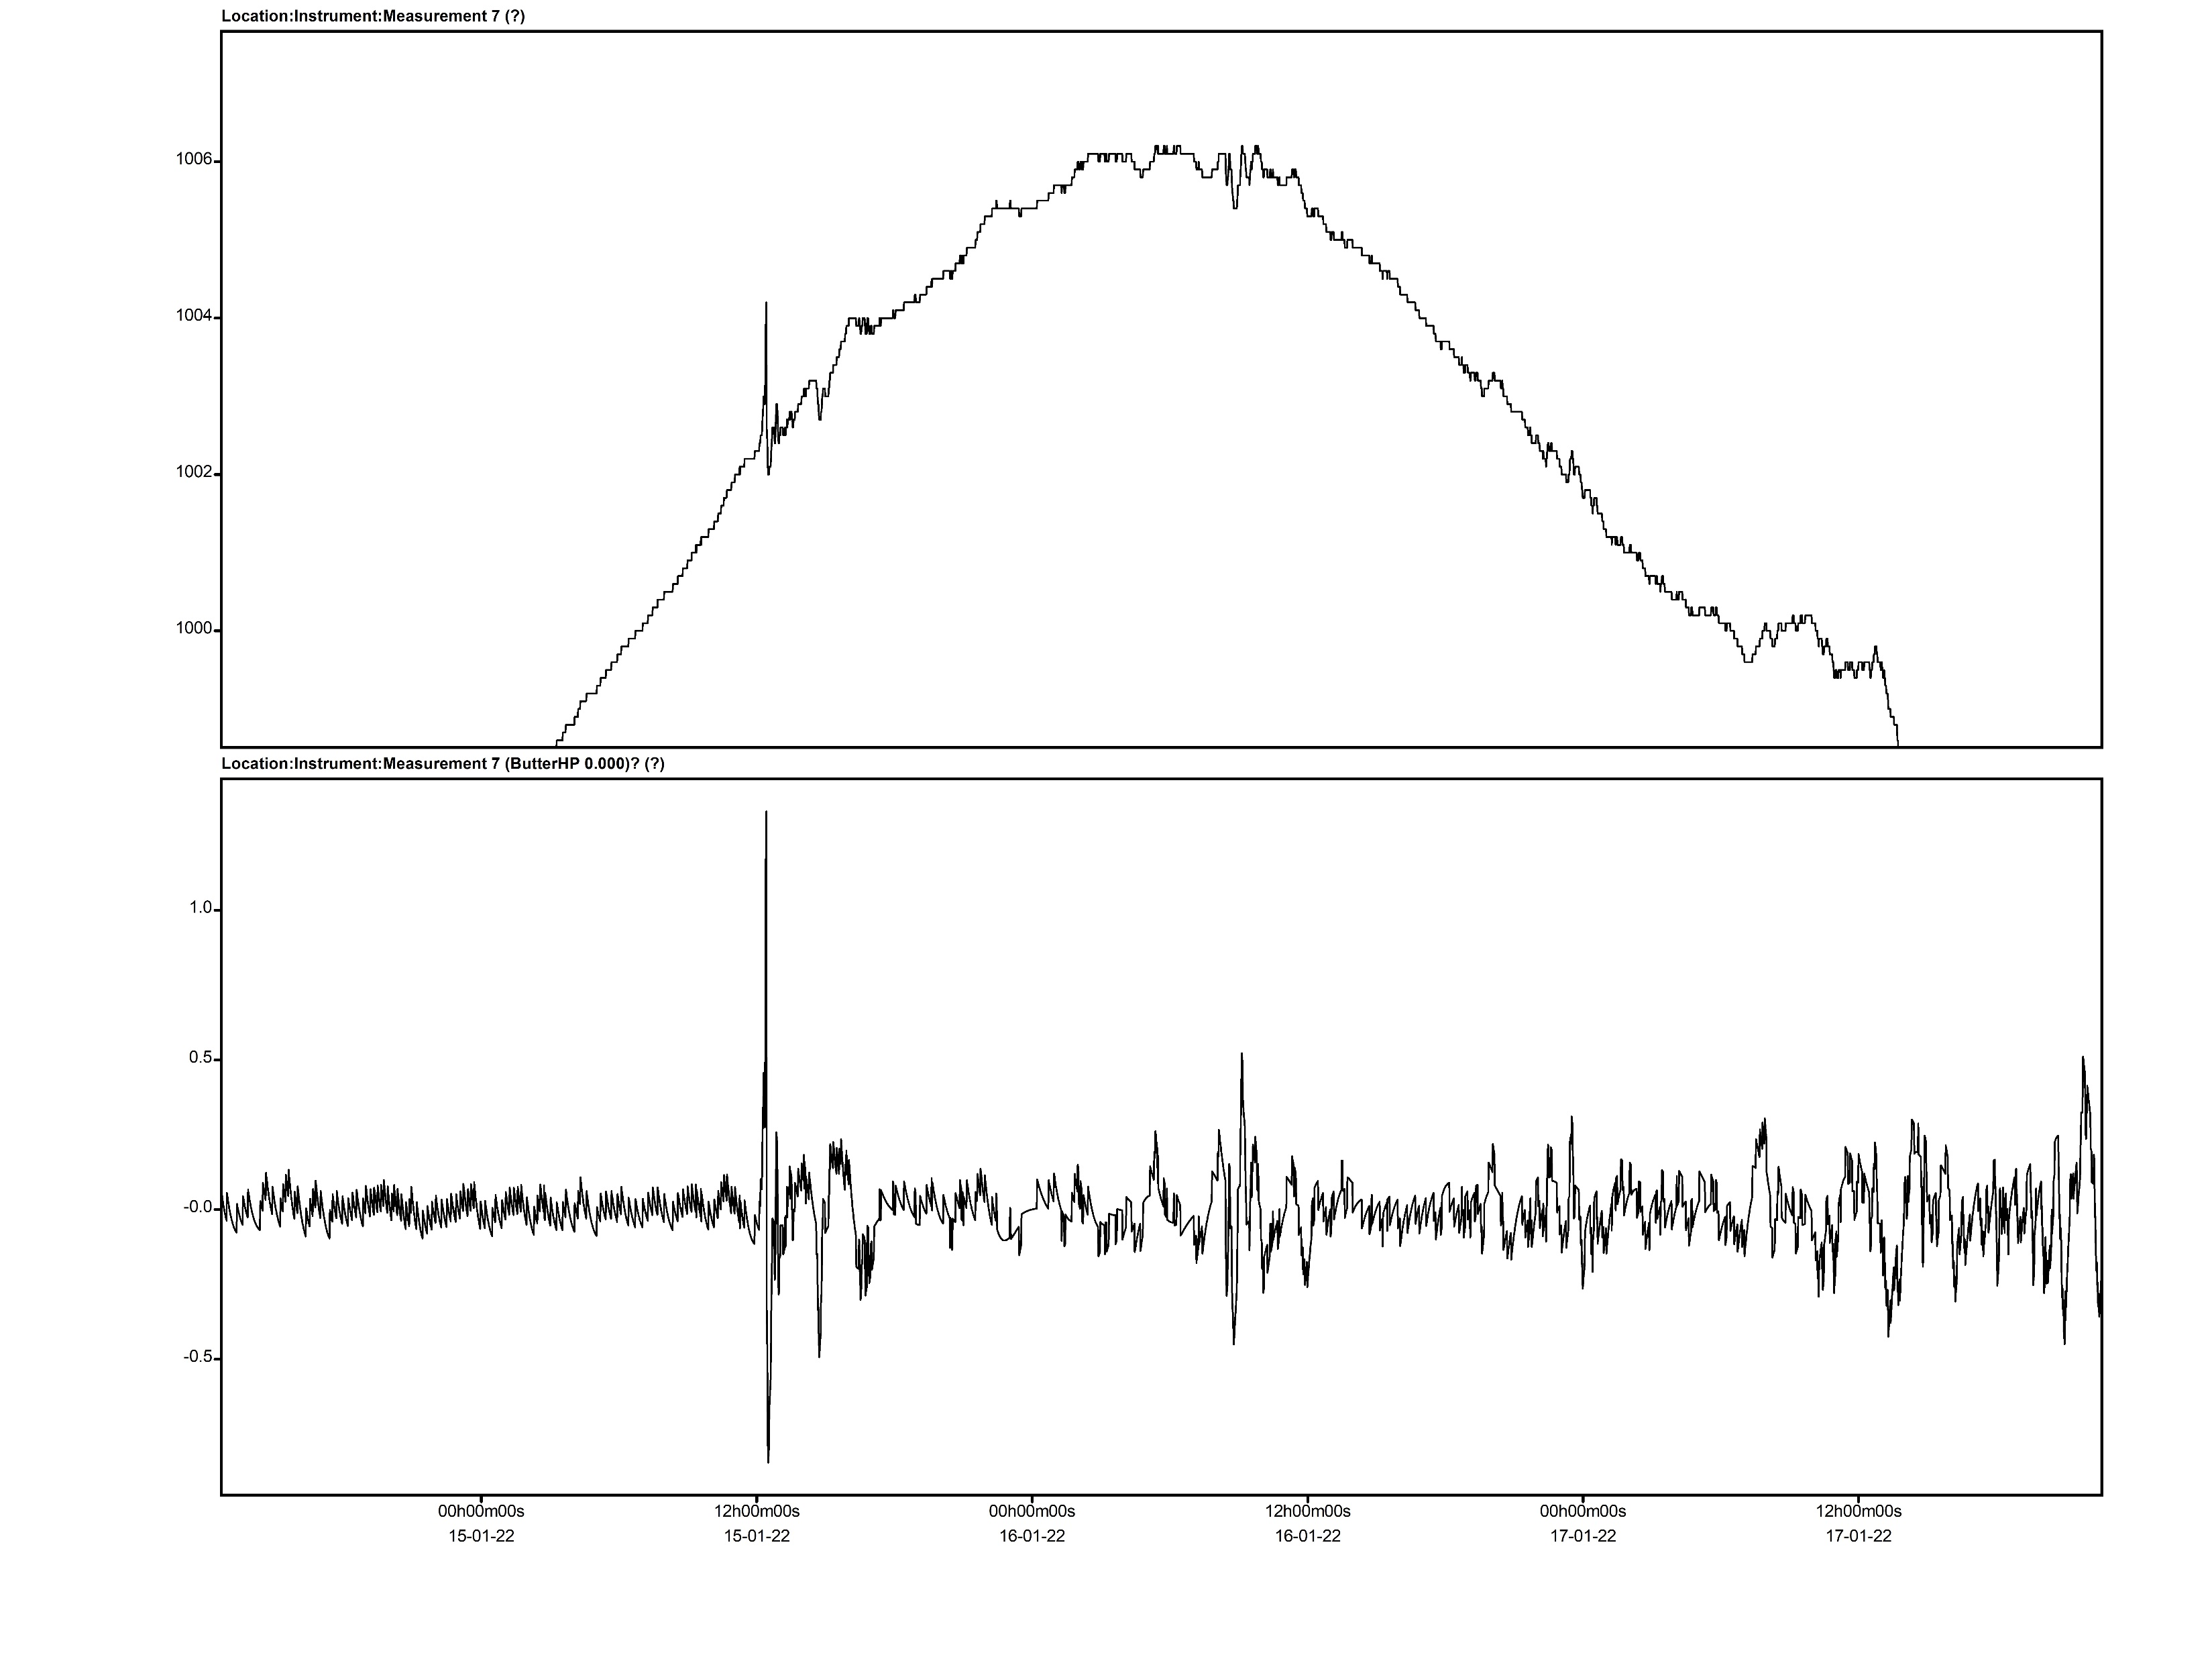 Location:Instrument:Measurement 7 (?)
1006
1004
1002
1000
Location:Instrument:Measurement 7 (ButterHP 0.000)? (?)
1.0
0.5
-0.0
-0.5
00h00m00s 12h00m00s 00h00m00s 12h00m00s 00h00m00s 12h00m00s
15-01-22 15-01-22 16-01-22 16-01-22 17-01-22 17-01-22